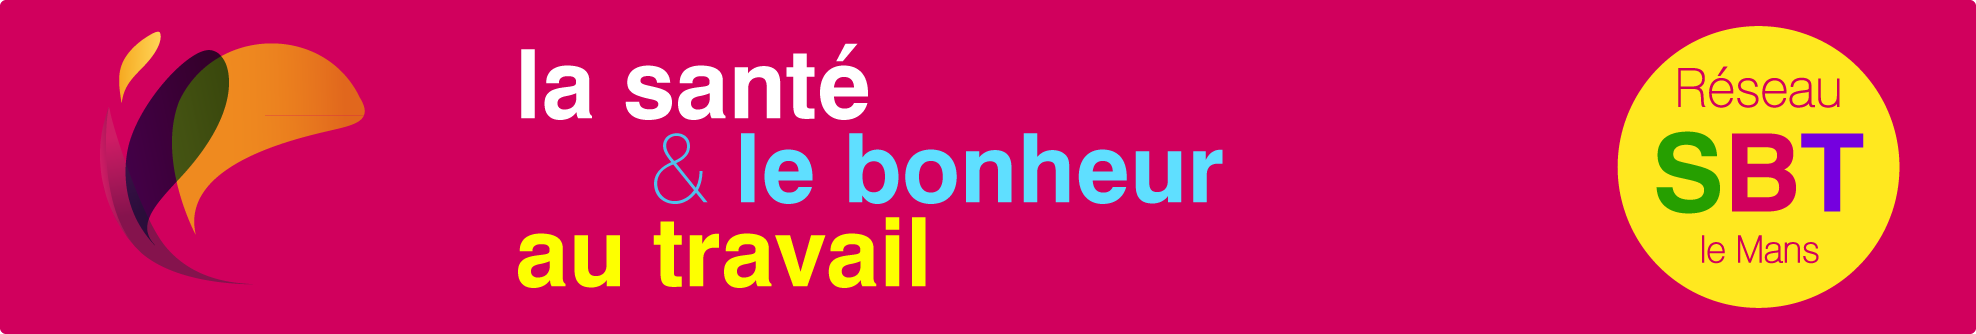 la santé
& le bonheur
au travail
Réseau
SBT
le Mans